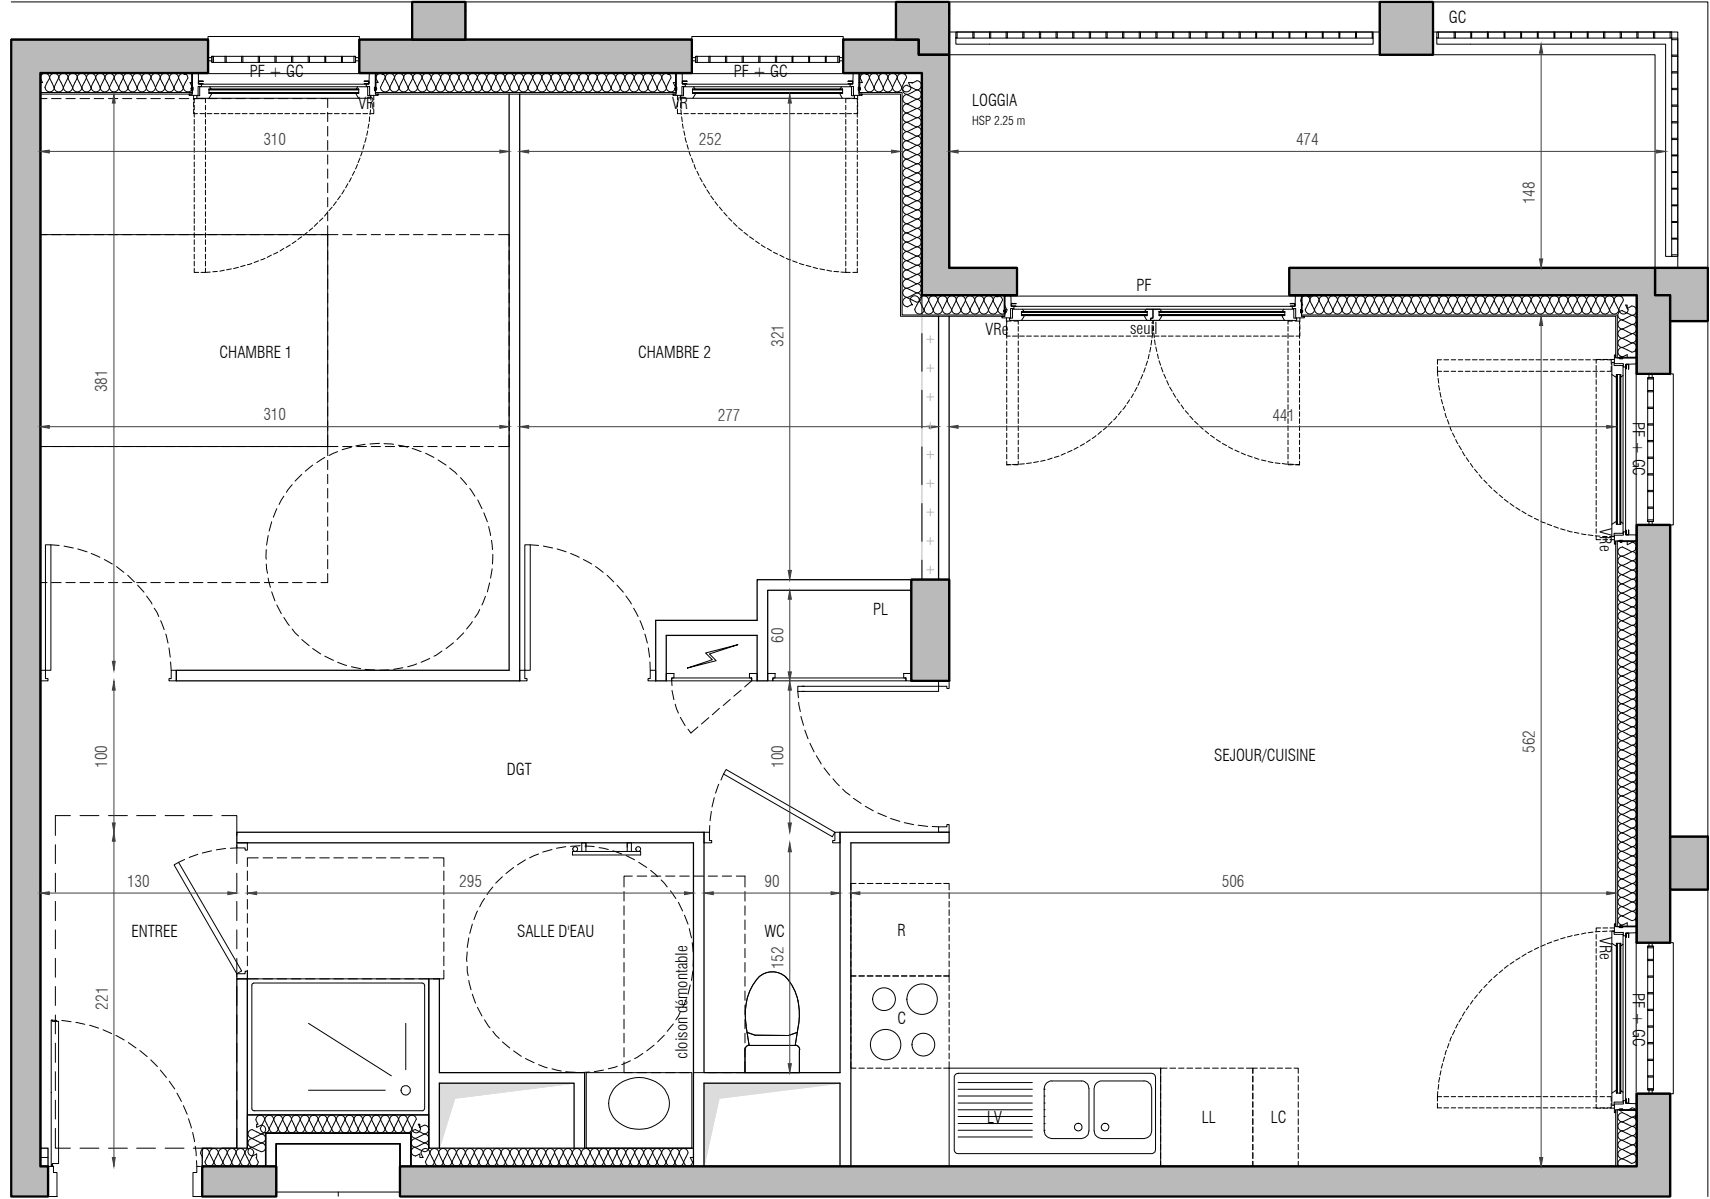 GC
PF + GC
PF + GC
VR
VR
LOGGIA
HSP 2.25 m
310
252
474
148
PF
VRe
seuil
CHAMBRE 1
CHAMBRE 2
321
381
310
277
441
PF + GC
VRe
PL
60
100
100
DGT
SEJOUR/CUISINE
562
130
295
90
506
ENTREE
SALLE D'EAU
WC
152
R
VRe
cloison démontable
221
C
PF + GC
LV
LL
LC